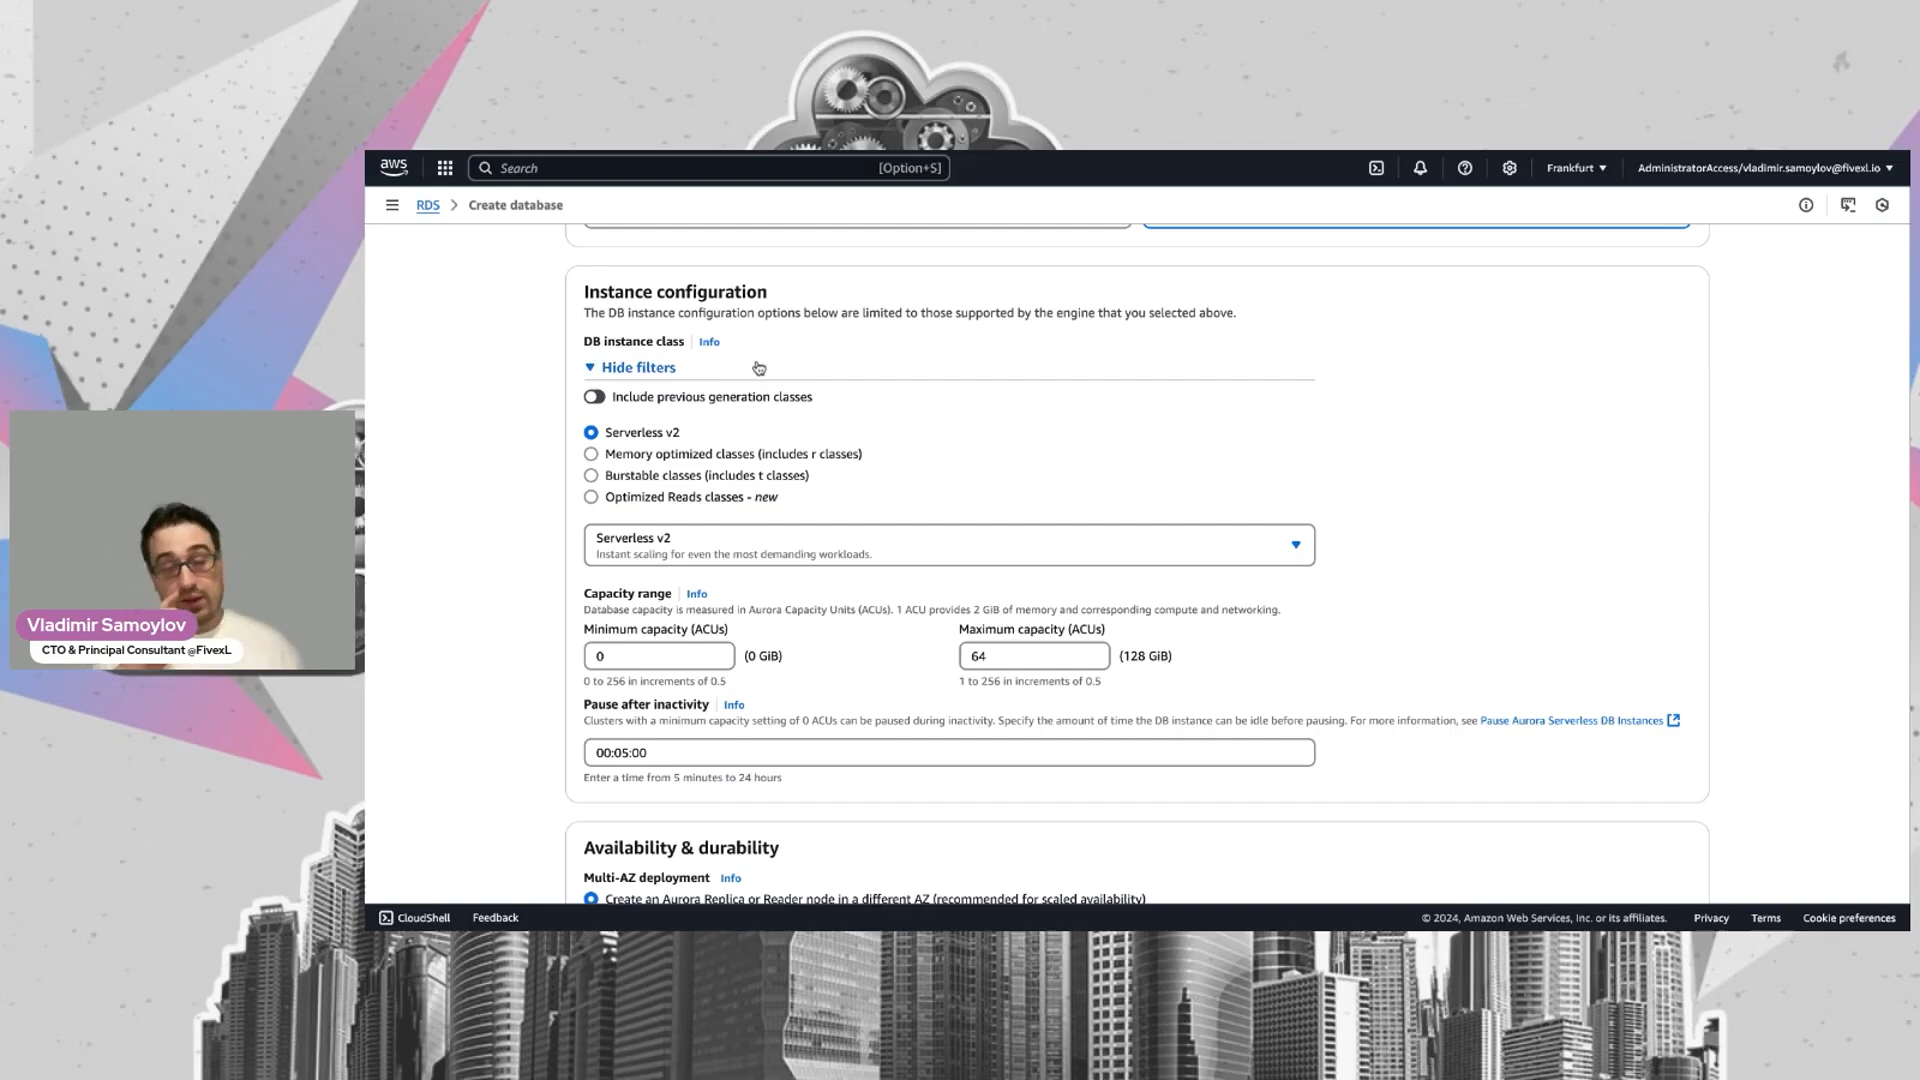 aws
Search
[Option+S]
Frankfurt
AdministratorAccess/vladimir.samoylov@fivexl.io
RDS
Create database
Instance configuration
The DB instance configuration options below are limited to those supported by the engine that you selected above.
DB instance class
Info
Hide filters
Include previous generation classes
Serverless v2
Memory optimized classes (includes r classes)
Burstable classes (includes t classes)
Optimized Reads classes - new
Serverless v2
Instant scaling for even the most demanding workloads.
Capacity range
Info
Database capacity is measured in Aurora Capacity Units (ACUs). 1 ACU provides 2 GiB of memory and corresponding compute and networking.
Minimum capacity (ACUs)
Maximum capacity (ACUs)
0
(0 GiB)
64
(128 GiB)
0 to 256 in increments of 0.5
1 to 256 in increments of 0.5
Pause after inactivity
Info
Clusters with a minimum capacity setting of 0 ACUs can be paused during inactivity. Specify the amount of time the DB instance can be idle before pausing. For more information, see Pause Aurora Serverless DB Instances
00:05:00
Enter a time from 5 minutes to 24 hours
Availability & durability
Multi-AZ deployment
Info
Create an Aurora Replica or Reader node in a different AZ (recommended for scaled availability)
CloudShell
Feedback
© 2024, Amazon Web Services, Inc. or its affiliates.
Privacy
Terms
Cookie preferences
Vladimir Samoylov
CTO & Principal Consultant @FivexL